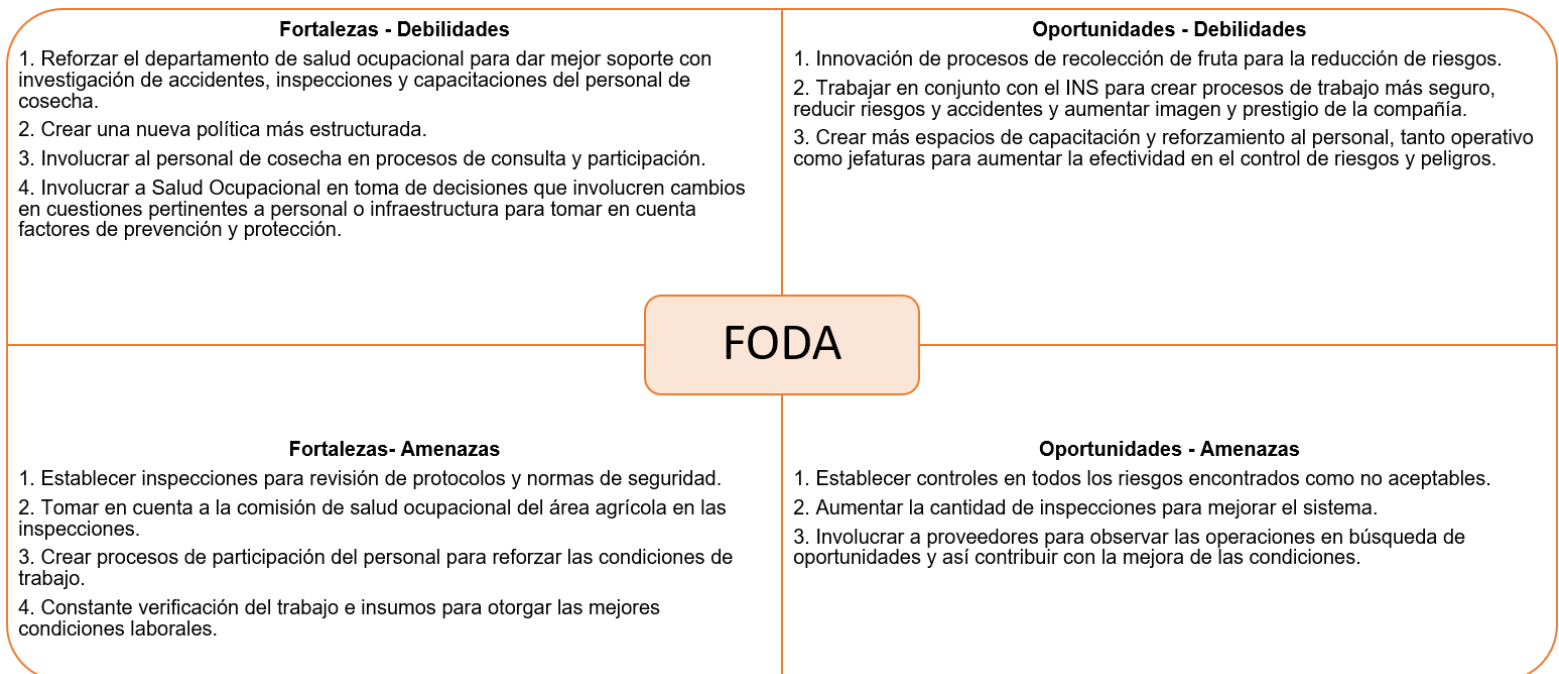 Fortalezas - Debilidades
1. Reforzar el departamento de salud ocupacional para dar mejor soporte con
investigación de accidentes, inspecciones y capacitaciones del personal de
cosecha.
2. Crear una nueva política más estructurada.
3. Involucrar al personal de cosecha en procesos de consulta y participación.
4. Involucrar a Salud Ocupacional en toma de decisiones que involucren cambios
en cuestiones pertinentes a personal o infraestructura para tomar en cuenta
factores de prevención y protección.
Oportunidades - Debilidades
1. Innovación de procesos de recolección de fruta para la reducción de riesgos.
2. Trabajar en conjunto con el INS para crear procesos de trabajo más seguro,
reducir riesgos y accidentes y aumentar imagen y prestigio de la compañía.
3. Crear más espacios de capacitación y reforzamiento al personal, tanto operativo
como jefaturas para aumentar la efectividad en el control de riesgos y peligros.
FODA
Fortalezas- Amenazas
1. Establecer inspecciones para revisión de protocolos y normas de seguridad.
2. Tomar en cuenta a la comisión de salud ocupacional del área agrícola en las
inspecciones.
3. Crear procesos de participación del personal para reforzar las condiciones de
trabajo.
4. Constante verificación del trabajo e insumos para otorgar las mejores
condiciones laborales.
Oportunidades - Amenazas
1. Establecer controles en todos los riesgos encontrados como no aceptables.
2. Aumentar la cantidad de inspecciones para mejorar el sistema.
3. Involucrar a proveedores para observar las operaciones en búsqueda de
oportunidades y así contribuir con la mejora de las condiciones.